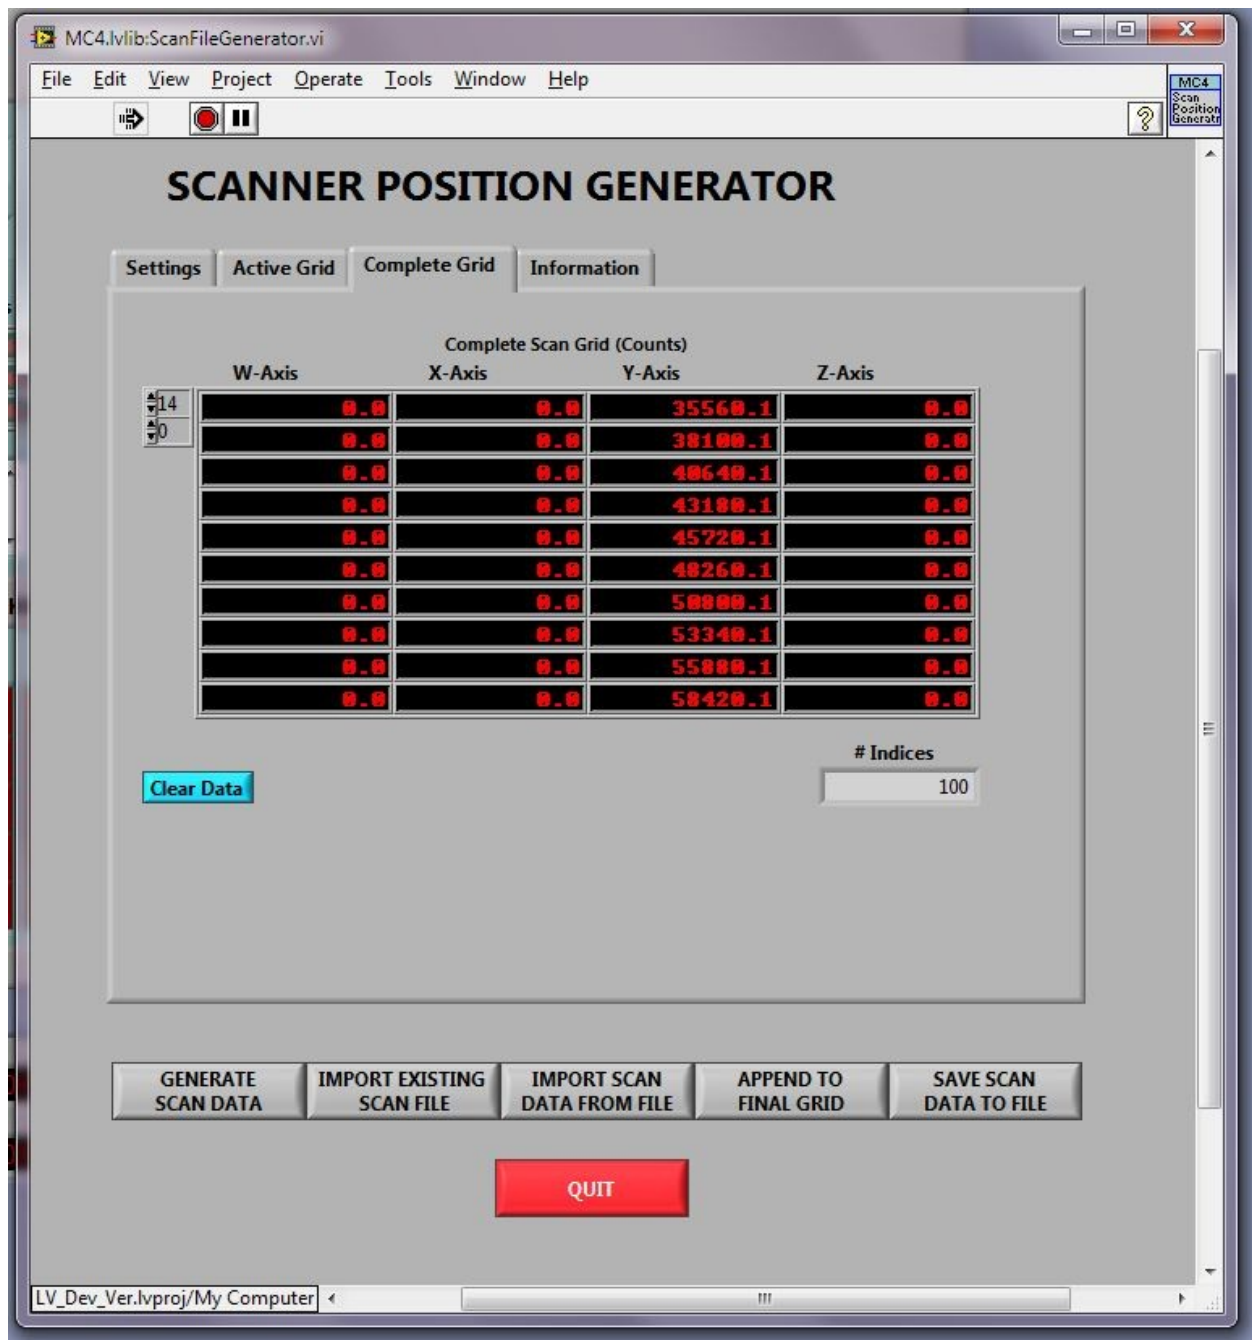 MC4.lvlib:ScanFileGenerator.vi
File Edit View Project Operate Tools Window Help
MC4
Scan
Position
Generatr
SCANNER POSITION GENERATOR
Settings Active Grid Complete Grid Information
Complete Scan Grid (Counts)
W-Axis X-Axis Y-Axis Z-Axis
14 0.0 0.0 35560.1 0.0
0 0.0 0.0 38100.1 0.0
0.0 0.0 40640.1 0.0
0.0 0.0 43180.1 0.0
0.0 0.0 45720.1 0.0
0.0 0.0 48260.1 0.0
0.0 0.0 50800.1 0.0
0.0 0.0 53340.1 0.0
0.0 0.0 55880.1 0.0
0.0 0.0 58420.1 0.0
# Indices
Clear Data 100
GENERATE IMPORT EXISTING IMPORT SCAN APPEND TO SAVE SCAN
SCAN DATA SCAN FILE DATA FROM FILE FINAL GRID DATA TO FILE
QUIT
LV_Dev_Ver.lvproj/My Computer